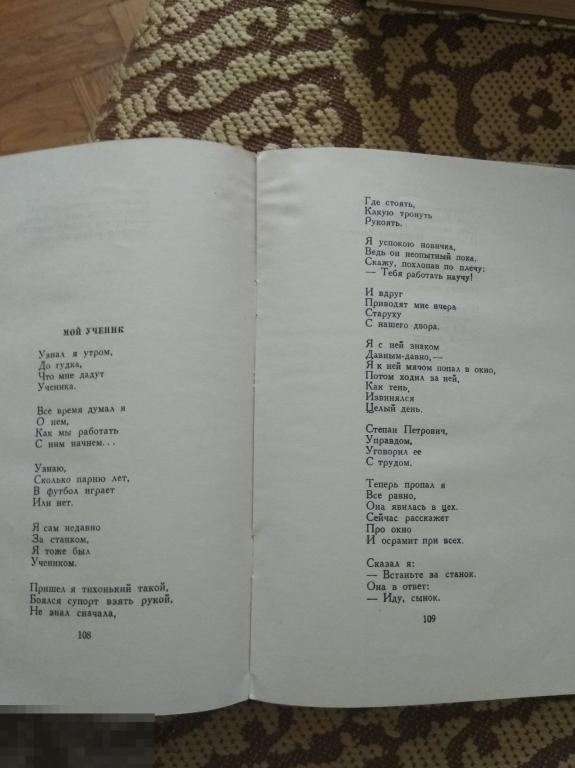 МОЙ УЧЕНИК
Узнал я утром,
До гудка,
Что мне дадут
Ученика.
Все время думал я
О нем,
Как мы работать
С ним начнем...
Узнаю,
Сколько парню лет,
В футбол играет
Или нет.
Я сам недавно
За станком,
Я тоже был
Учеником.
Пришел я тихонький такой,
Боялся супорт взять рукой,
Не знал сначала,
108
Где стоять,
Какую тронуть
Рукоять.
Я успокою новичка,
Ведь он неопытный пока.
Скажу, похлопав по плечу:
— Тебя работать научу!
И вдруг
Приводят мне вчера
Старуху
С нашего двора.
Я с ней знаком
Давным-давно, —
Я к ней мячом попал в окно,
Потом ходил за ней,
Как тень,
Извинялся
Целый день.
Степан Петрович,
Управдом,
Уговорил ее
С трудом.
Теперь пропал я
Все равно,
Она явилась в цех.
Сейчас расскажет
Про окно
И осрамит при всех.
Сказал я:
— Встаньте за станок.
Она в ответ:
— Иду, сынок.
109